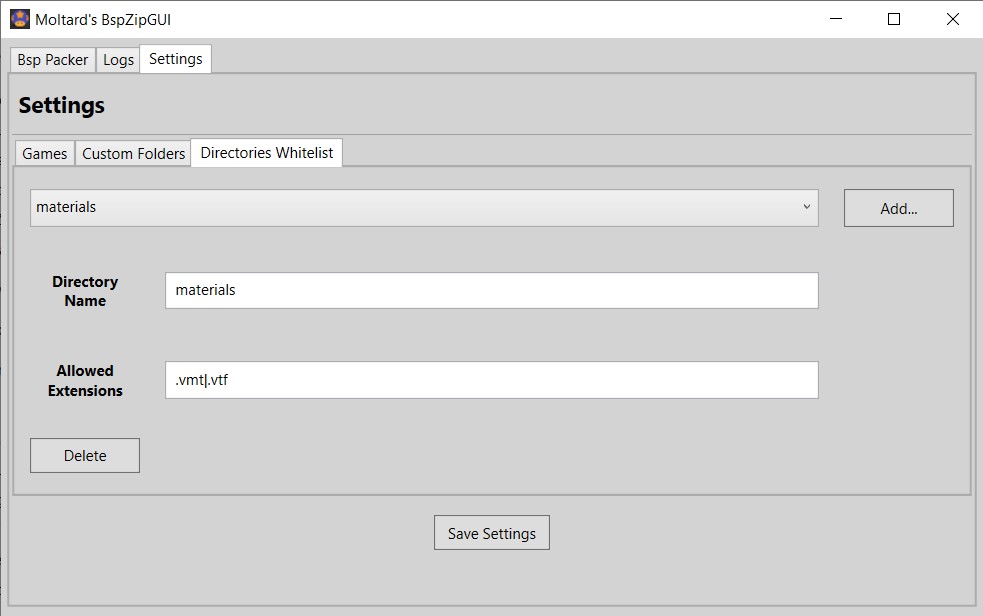 Moltard's BspZipGUI
Bsp Packer Logs Settings
Settings
Games Custom Folders Directories Whitelist
materials Add...
Directory
Name
materials
Allowed
Extensions
.vmt|.vtf
Delete
Save Settings